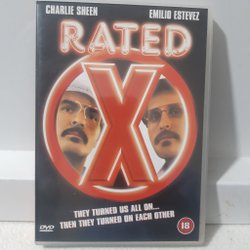 CHARLIE SHEEN EMILIO ESTEVEZ
RATED
X
THEY TURNED US ALL ON...
THEN THEY TURNED ON EACH OTHER
DVD
18